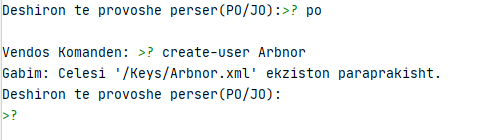 Deshiron te provoshe perser(PO/JO):>? po
Vendos Komanden: >? create-user Arbnor
Gabim: Celesi '/Keys/Arbnor.xml' ekziston paraprakisht.
Deshiron te provoshe perser(PO/JO):
>?